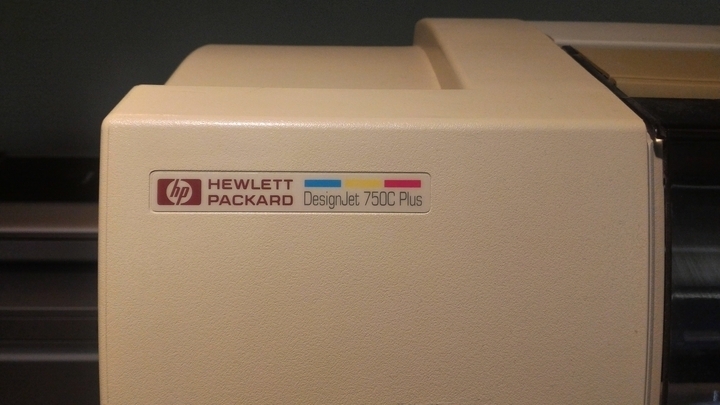 hp HEWLETT
PACKARD
DesignJet 750C Plus